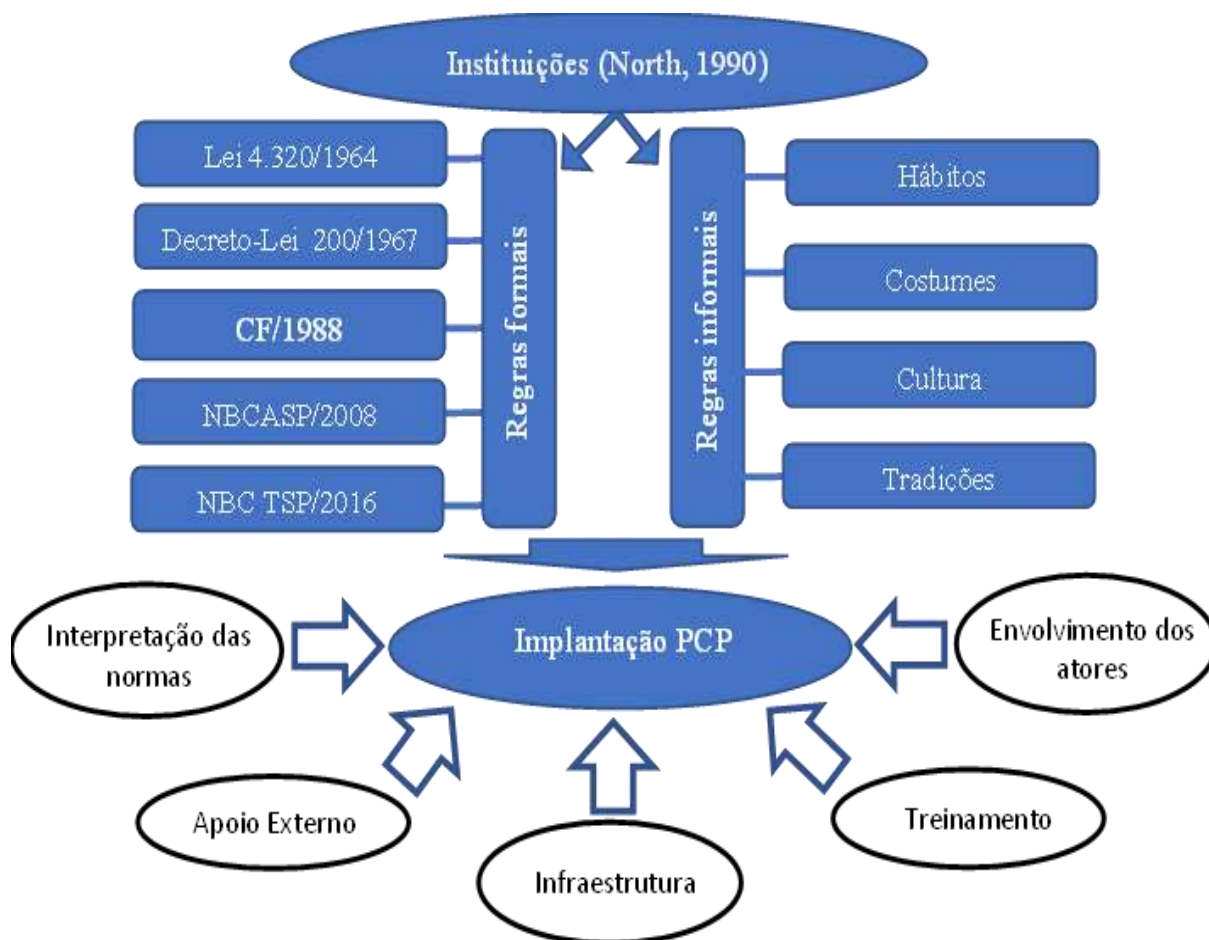 Instituições (North, 1990)
Lei 4.320/1964
Decreto-Lei 200/1967
CF/1988
NBCASP/2008
NBC TSP/2016
Regras formais
Regras informais
Hábitos
Costumes
Cultura
Tradições
Implantação PCP
Interpretação das
normas
Envolvimento dos
atores
Apoio Externo
Infraestrutura
Treinamento